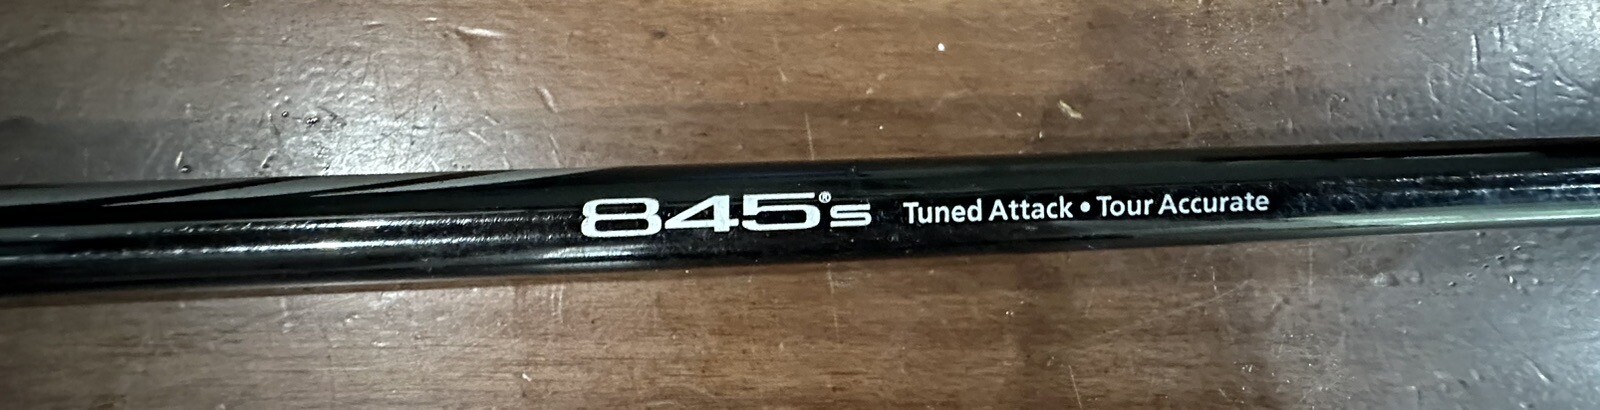 845®s Tuned Attack • Tour Accurate